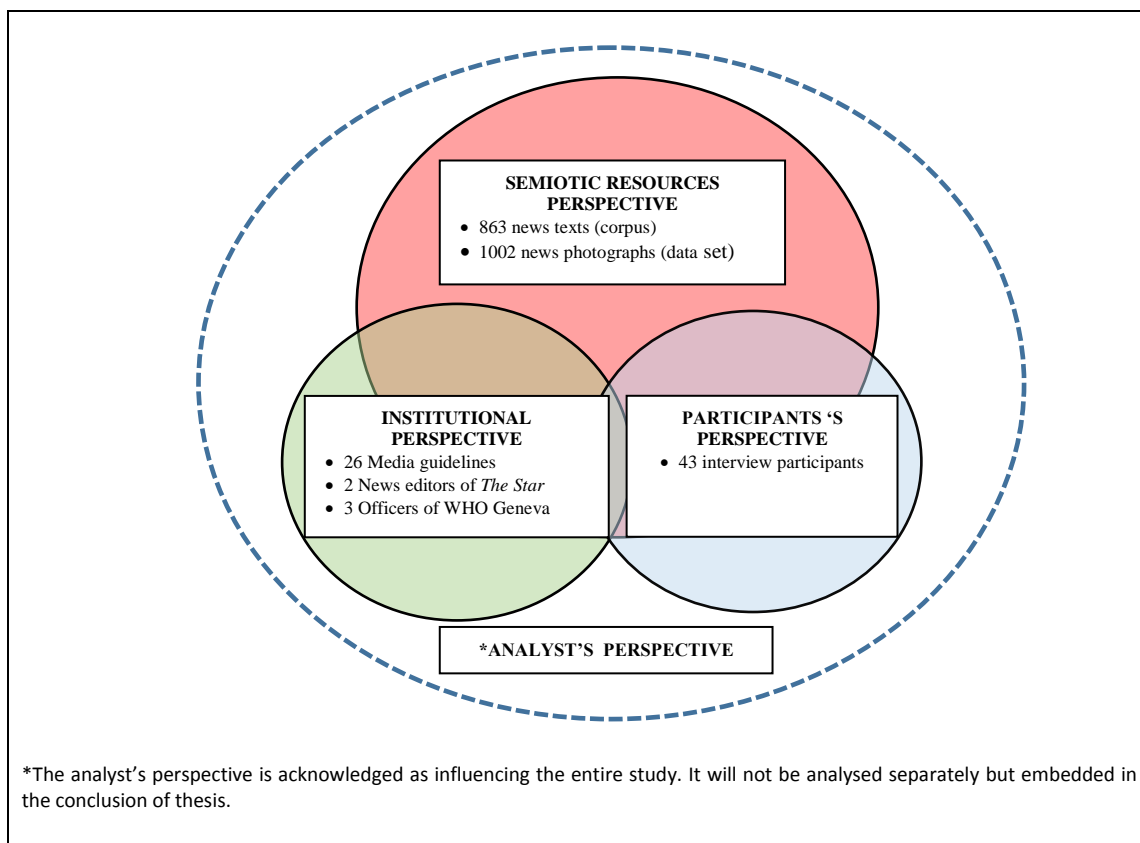 SEMIOTIC RESOURCES
PERSPECTIVE
• 863 news texts (corpus)
• 1002 news photographs (data set)
INSTITUTIONAL
PERSPECTIVE
• 26 Media guidelines
• 2 News editors of The Star
• 3 Officers of WHO Geneva
PARTICIPANTS ‘S
PERSPECTIVE
• 43 interview participants
*ANALYST’S PERSPECTIVE
*The analyst’s perspective is acknowledged as influencing the entire study. It will not be analysed separately but embedded in
the conclusion of thesis.